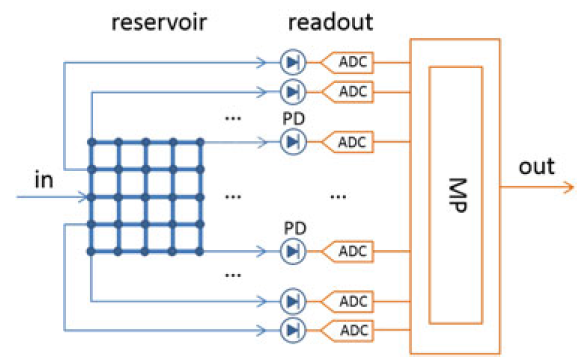 reservoir readout
ADC
ADC
... PD
ADC
in ... ... MP out
PD
ADC
...
ADC
ADC